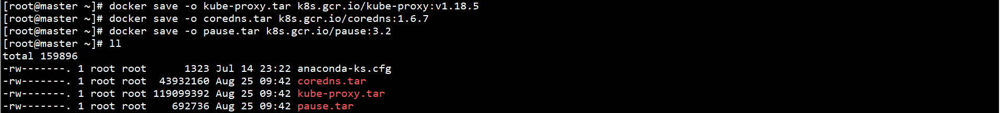 [root@master ~]# docker save -o kube-proxy.tar k8s.gcr.io/kube-proxy:v1.18.5
[root@master ~]# docker save -o coredns.tar k8s.gcr.io/coredns:1.6.7
[root@master ~]# docker save -o pause.tar k8s.gcr.io/pause:3.2
[root@master ~]# ll
total 159896
-rw-------. 1 root root      1323 Jul 14 23:22 anaconda-ks.cfg
-rw-------. 1 root root  43932160 Aug 25 09:42 coredns.tar
-rw-------. 1 root root 119099392 Aug 25 09:42 kube-proxy.tar
-rw-------. 1 root root    692736 Aug 25 09:42 pause.tar